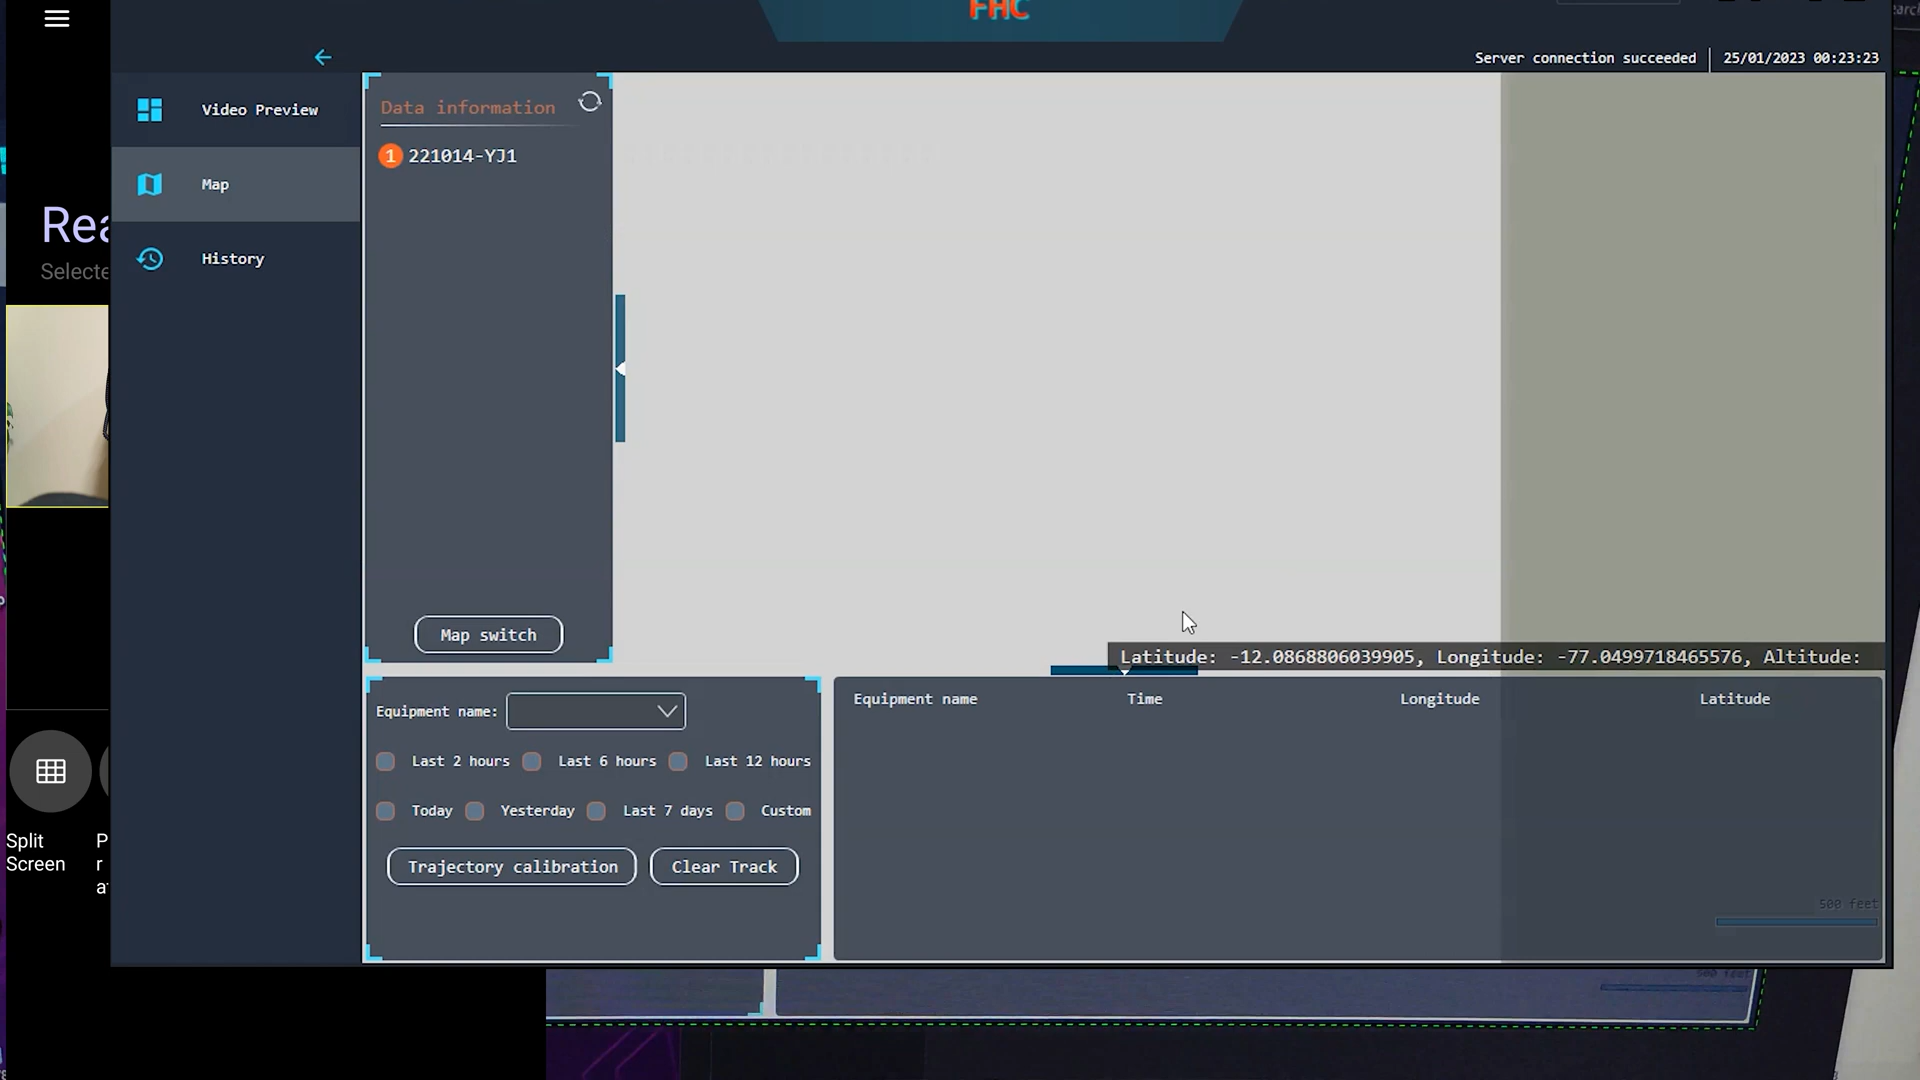 FHC
Server connection succeeded
25/01/2023 00:23:23
Video Preview
Map
History
Data information
1 221014-YJ1
Map switch
Latitude: -12.0868806039905, Longitude: -77.0499718465576, Altitude:
Equipment name:
Last 2 hours
Last 6 hours
Last 12 hours
Today
Yesterday
Last 7 days
Custom
Trajectory calibration
Clear Track
Equipment name
Time
Longitude
Latitude
500 feet
Split
Screen
500 feet